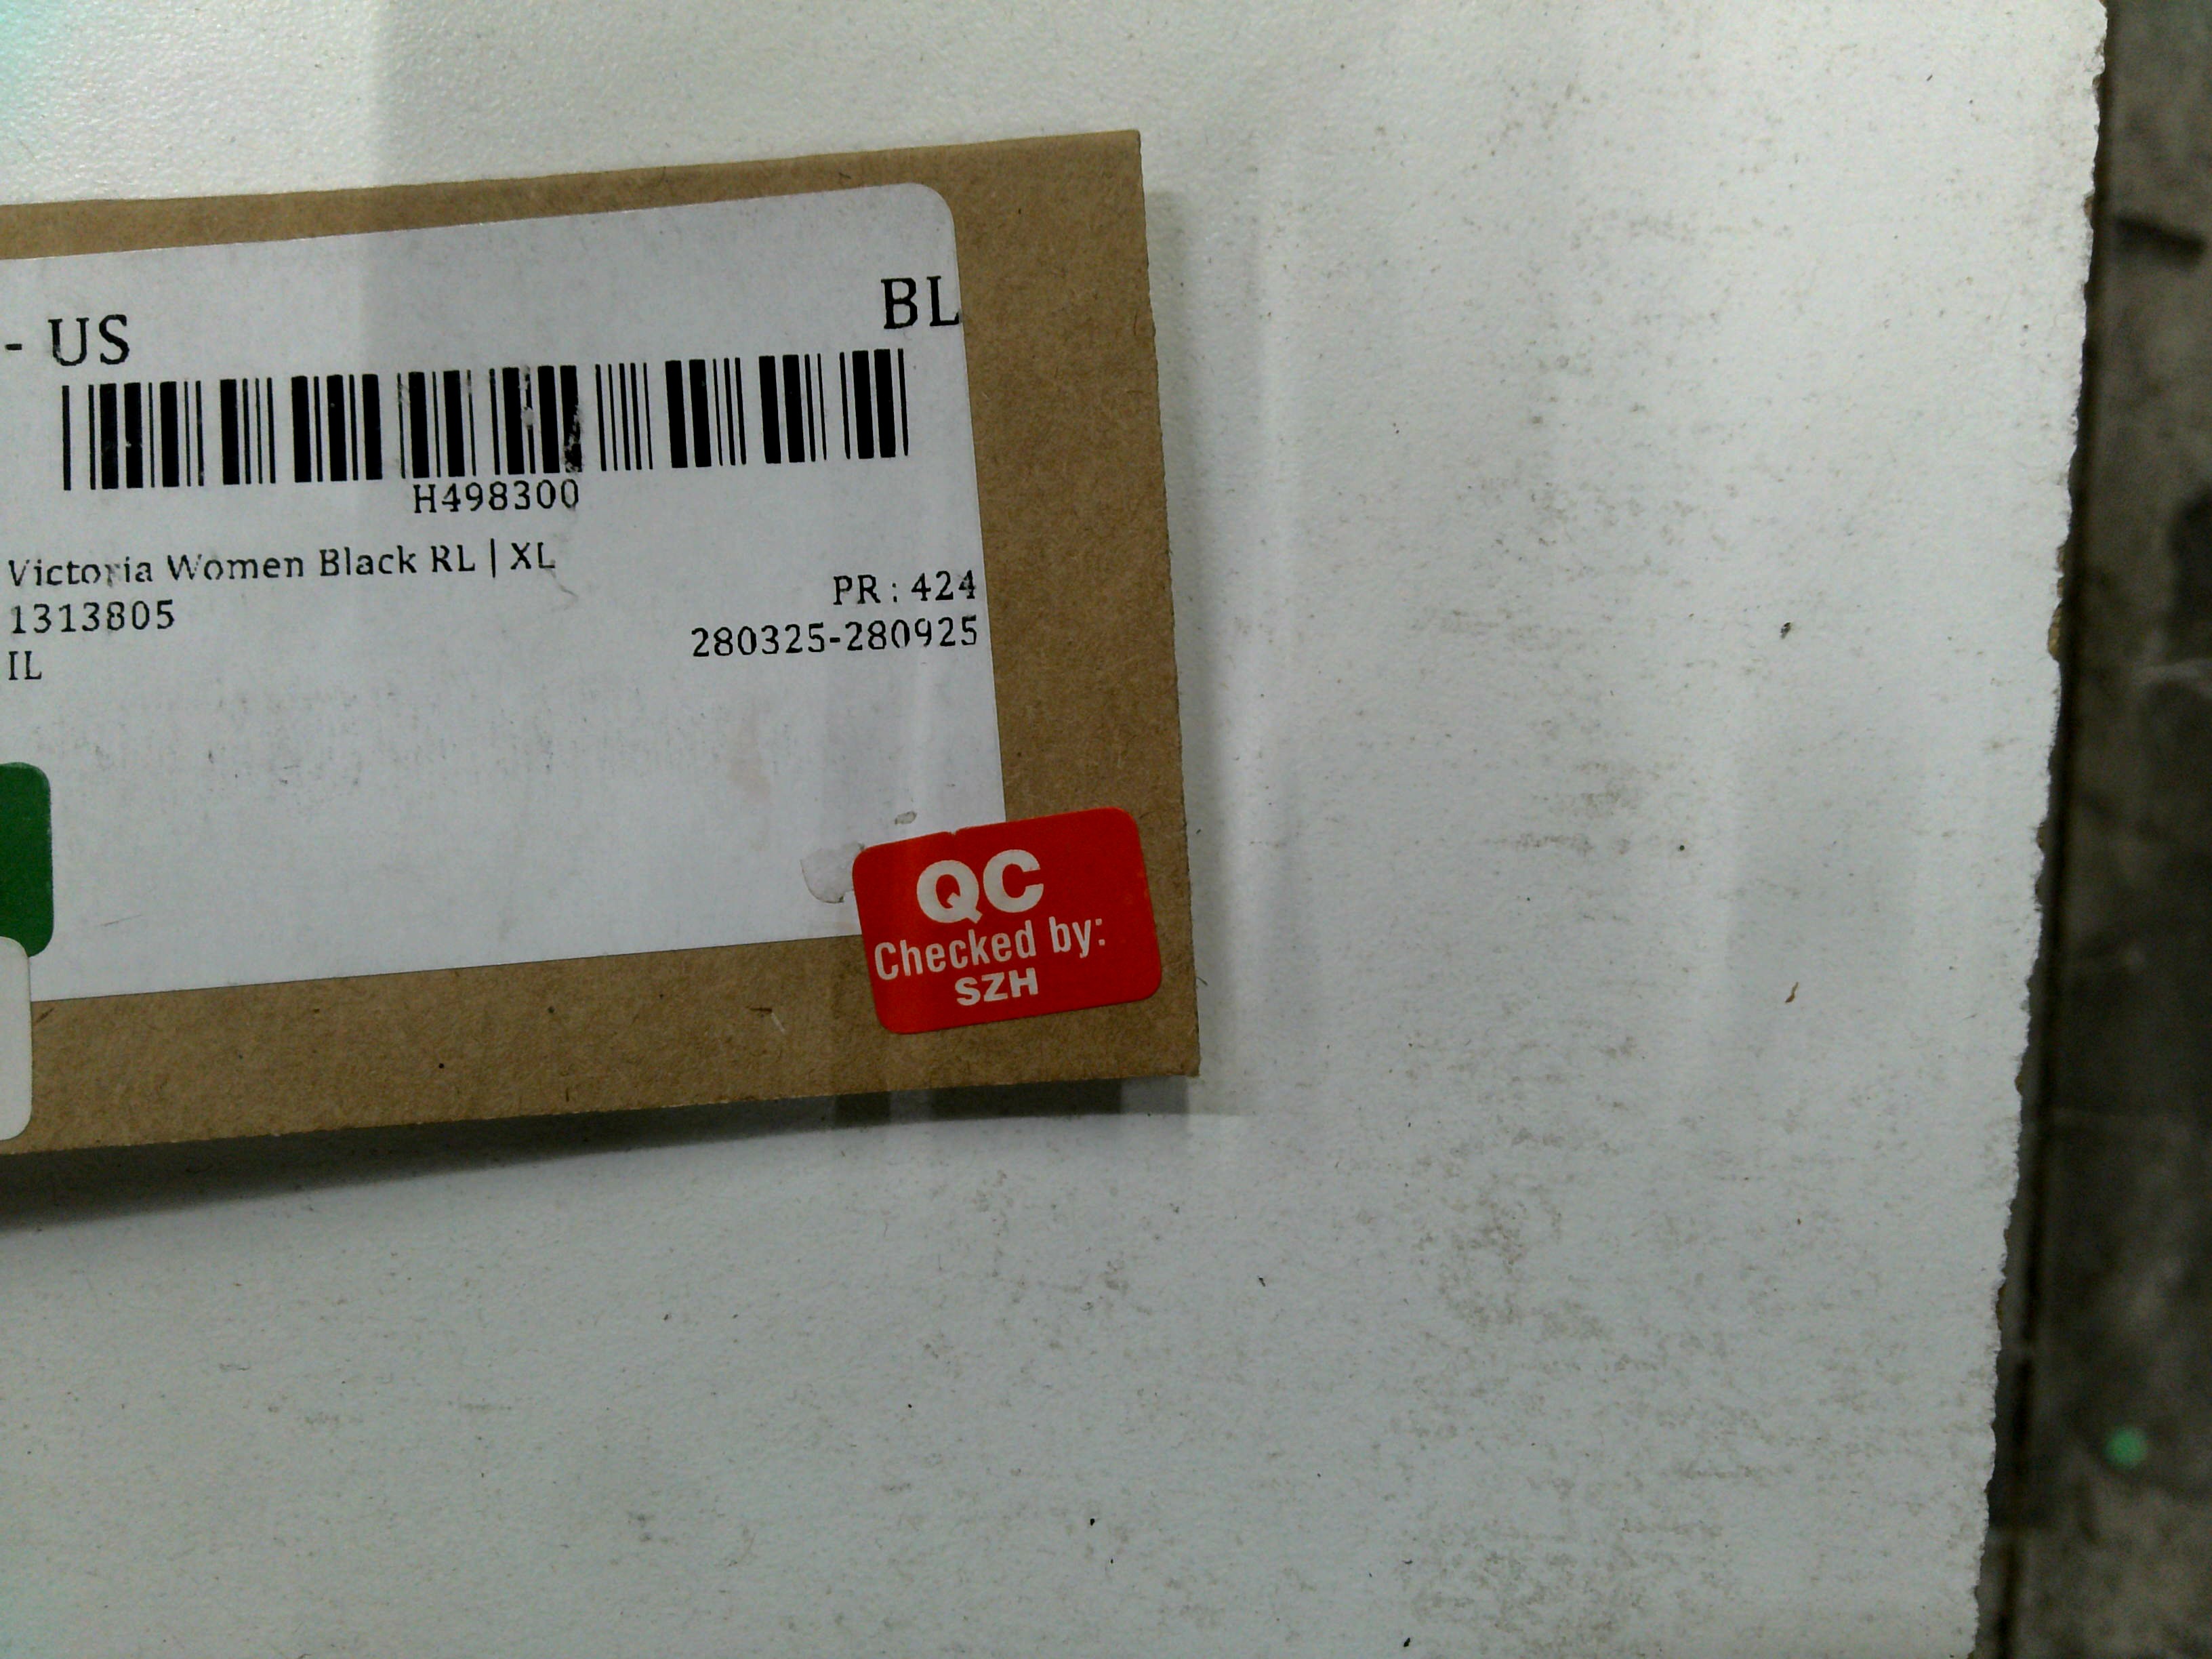 - US
BL
H498300
Victoria Women Black RL | XL
1313805
PR : 424
280325-280925
IL
QC
Checked by:
SZH